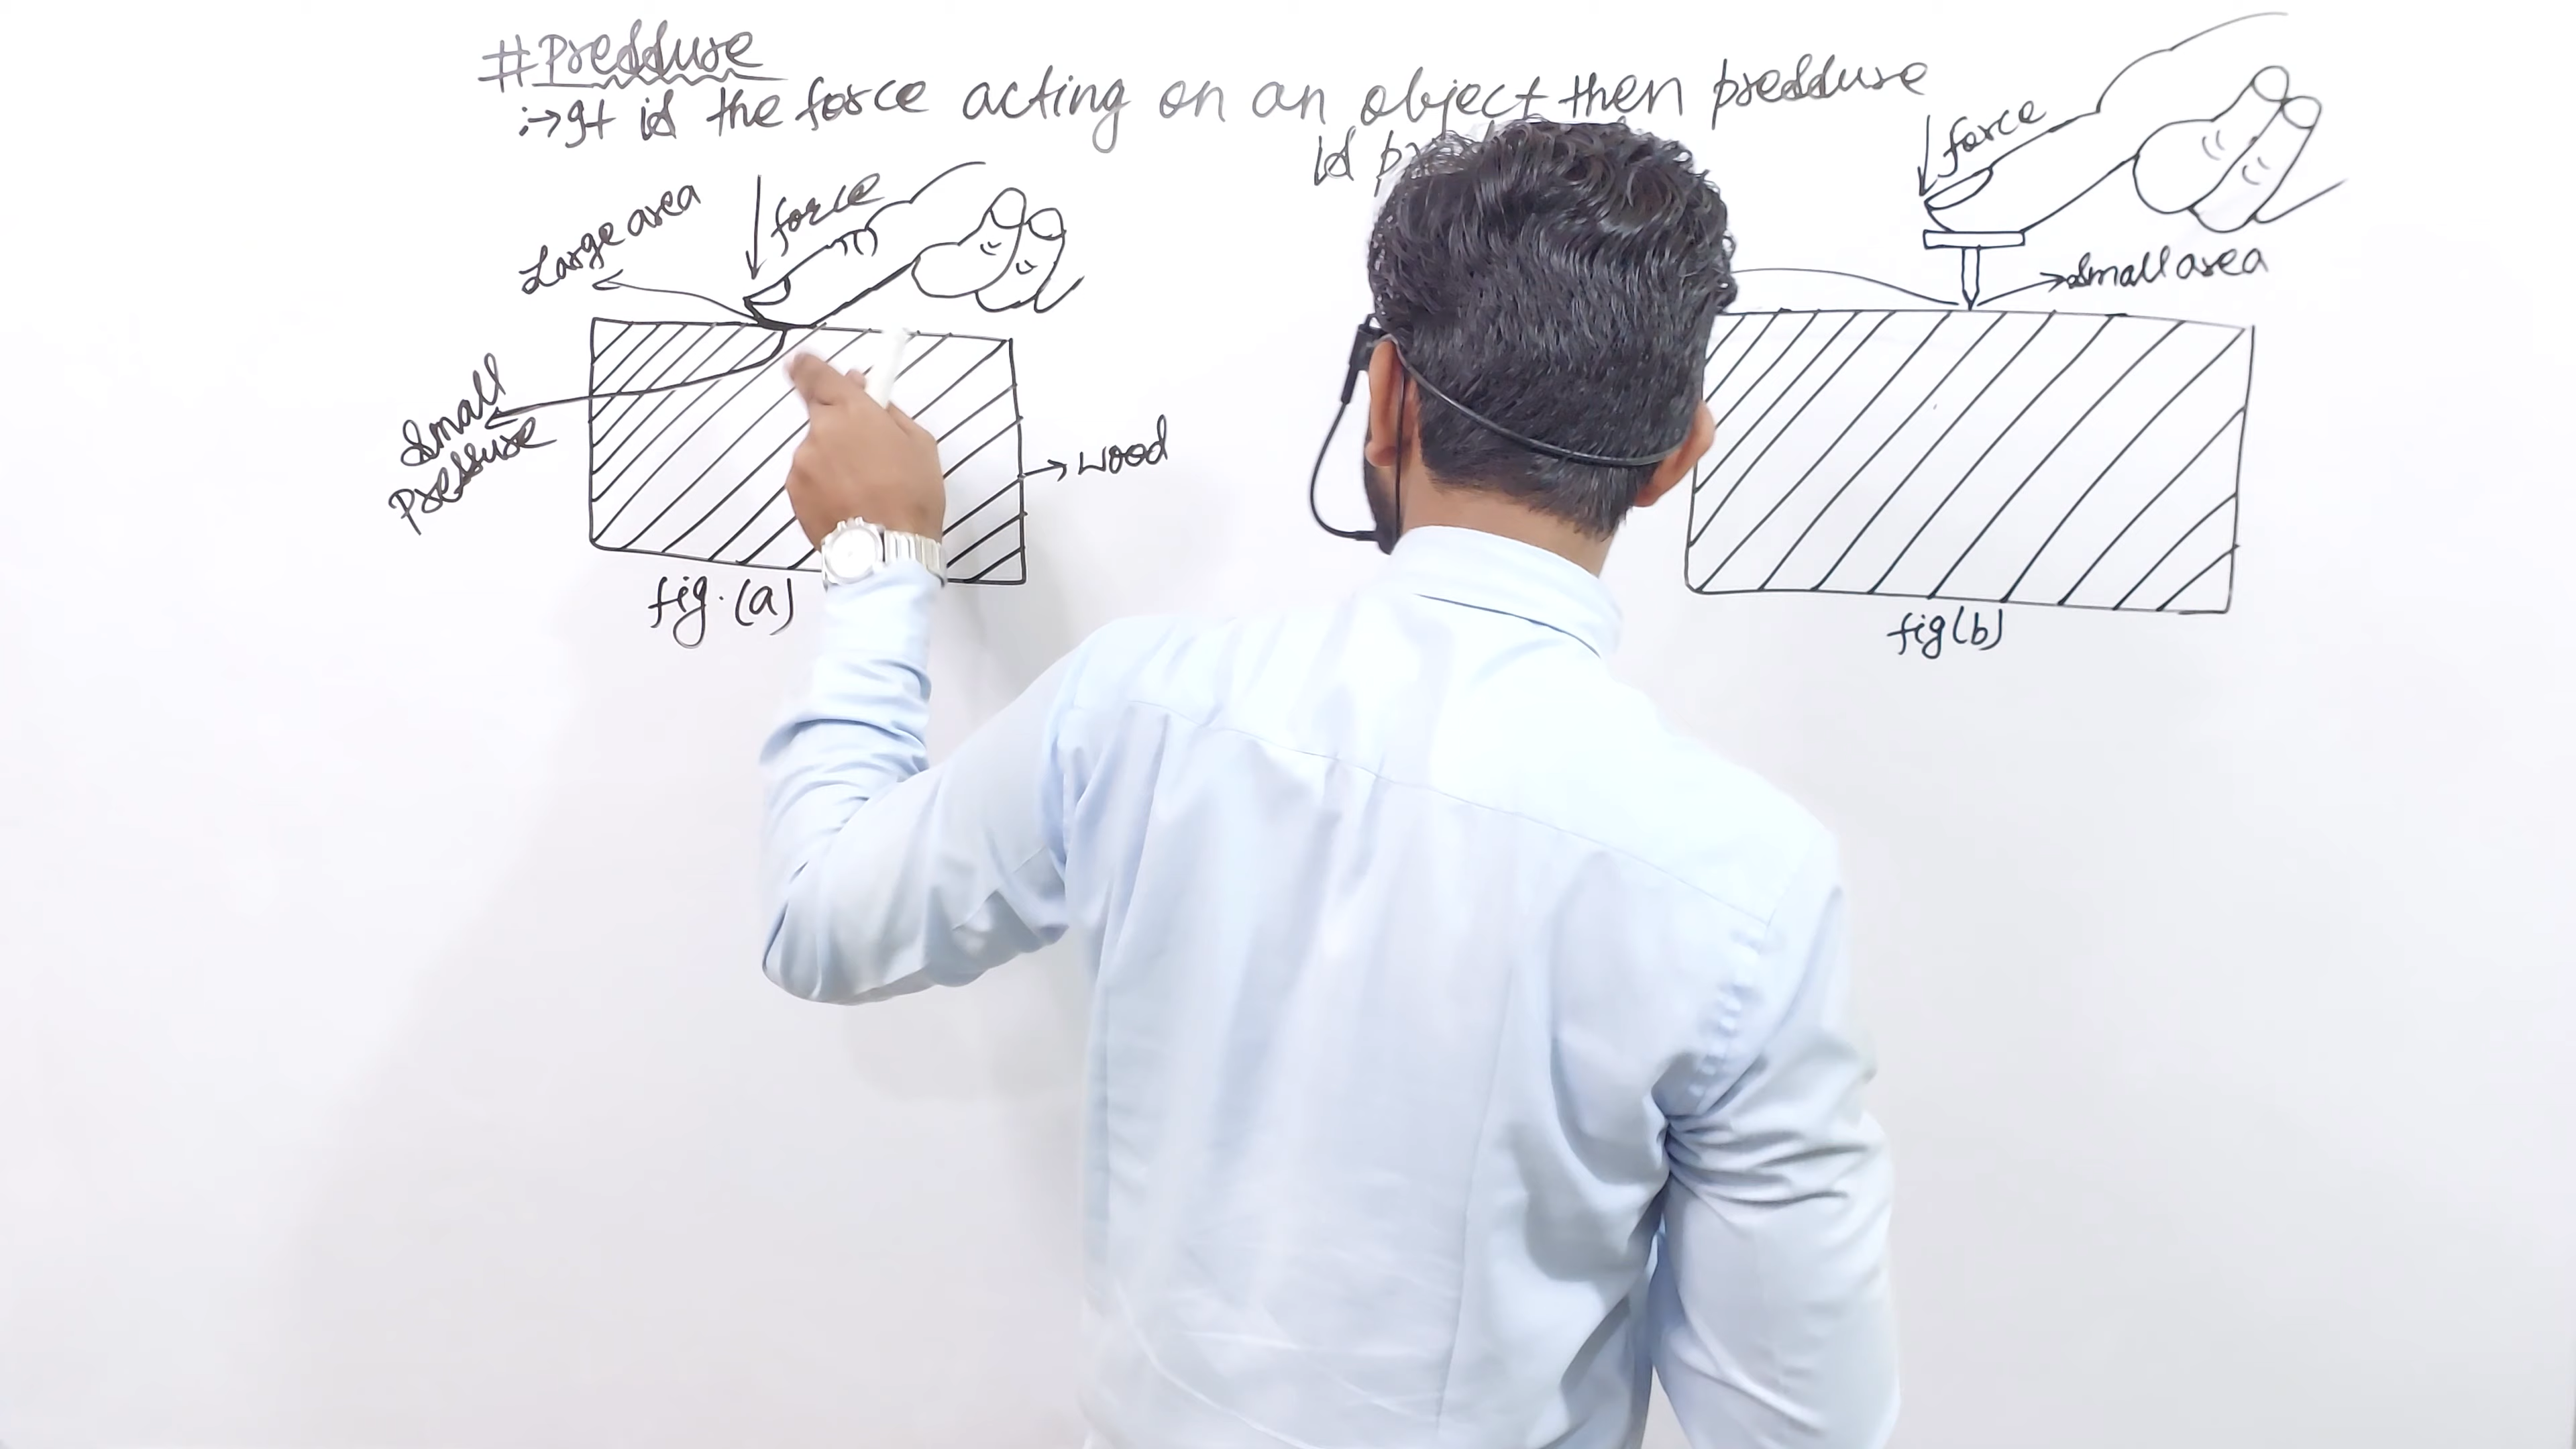 # Pressure
:→ It is the force acting on an object then pressure
is
force
Large area
Small
Pressure
wood
fig.(a)
force
Small area
fig(b)